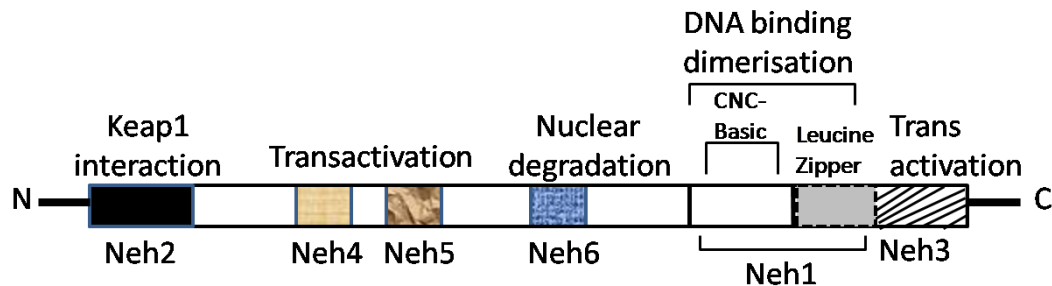 DNA binding
dimerisation
CNC-
Basic
Keap1
interaction
Transactivation
Nuclear
degradation
Leucine
Zipper
Trans
activation
N
C
Neh2
Neh4
Neh5
Neh6
Neh1
Neh3